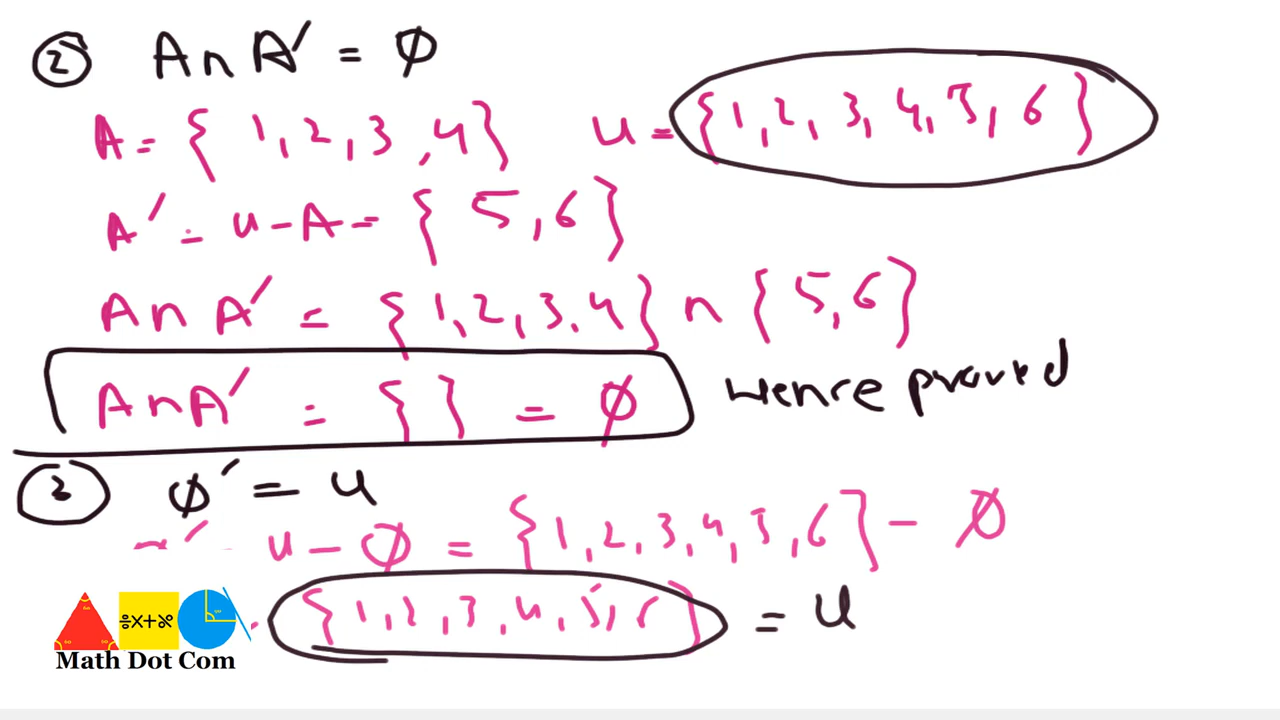 ② A∩A′ = ϕ
A = { 1, 2, 3, 4 } U = { 1, 2, 3, 4, 5, 6 }
A′ = U - A = { 5, 6 }
A∩A′ = { 1, 2, 3, 4 } ∩ { 5, 6 }
A∩A′ = { } = ϕ Hence proved
③ ϕ′ = U
U - ϕ = { 1, 2, 3, 4, 5, 6 } - ϕ
{ 1, 2, 3, 4, 5, 6 } = U
÷X+%
Math Dot Com